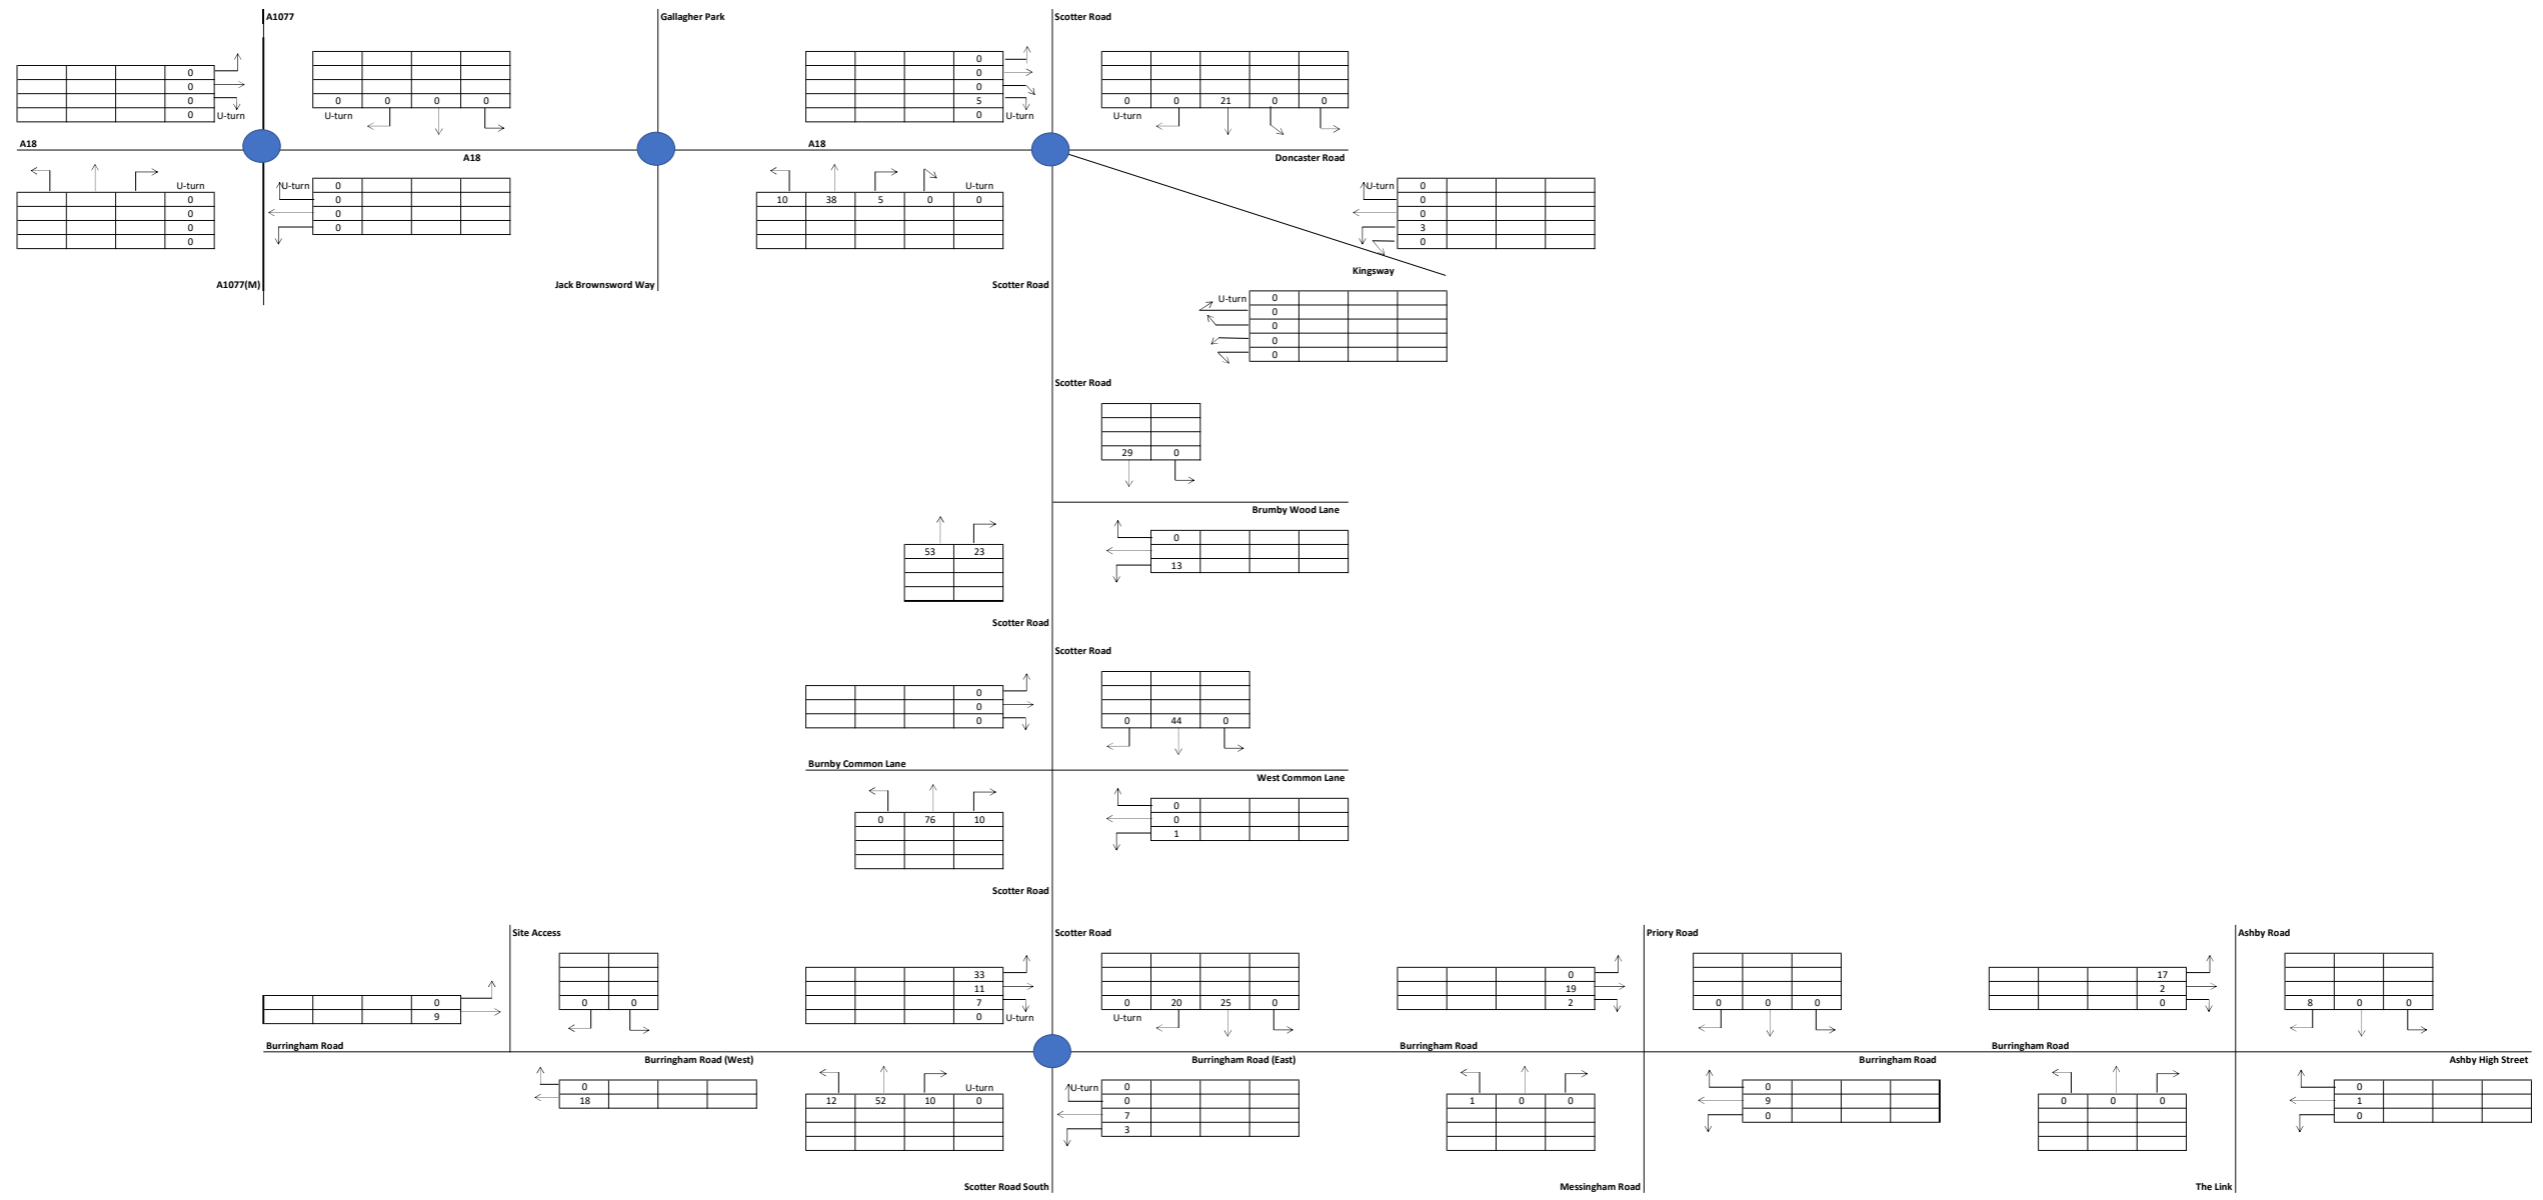 A1077
Gallagher Park
Scotter Road
0
0
0
0 U-turn
0 0 0 0
U-turn
0
0
0
5
0 U-turn
0 0 21 0 0
U-turn
A18
A18
A18
Doncaster Road
U-turn
0
0
0
0
U-turn 0
0
0
0
U-turn
10 38 5 0 0
U-turn 0
0
0
3
0
A1077(M)
Jack Brownsword Way
Scotter Road
Kingsway
U-turn 0
0
0
0
0
Scotter Road
29 0
Brumby Wood Lane
53 23
0
13
Scotter Road
Scotter Road
0
0
0
0 44 0
Burnby Common Lane
West Common Lane
0 76 10
0
0
1
Scotter Road
Site Access
Scotter Road
Priory Road
Ashby Road
0
9
0 0
33
11
7
0 U-turn
0 20 25 0
U-turn
0
19
2
0 0 0
17
2
0
8 0 0
Burringham Road
Burringham Road (West)
Burringham Road (East)
Burringham Road
Burringham Road
Burringham Road
Ashby High Street
0
18
U-turn
12 52 10 0
U-turn 0
0
7
3
1 0 0
0
9
0
0 0 0
0
1
0
Scotter Road South
Messingham Road
The Link